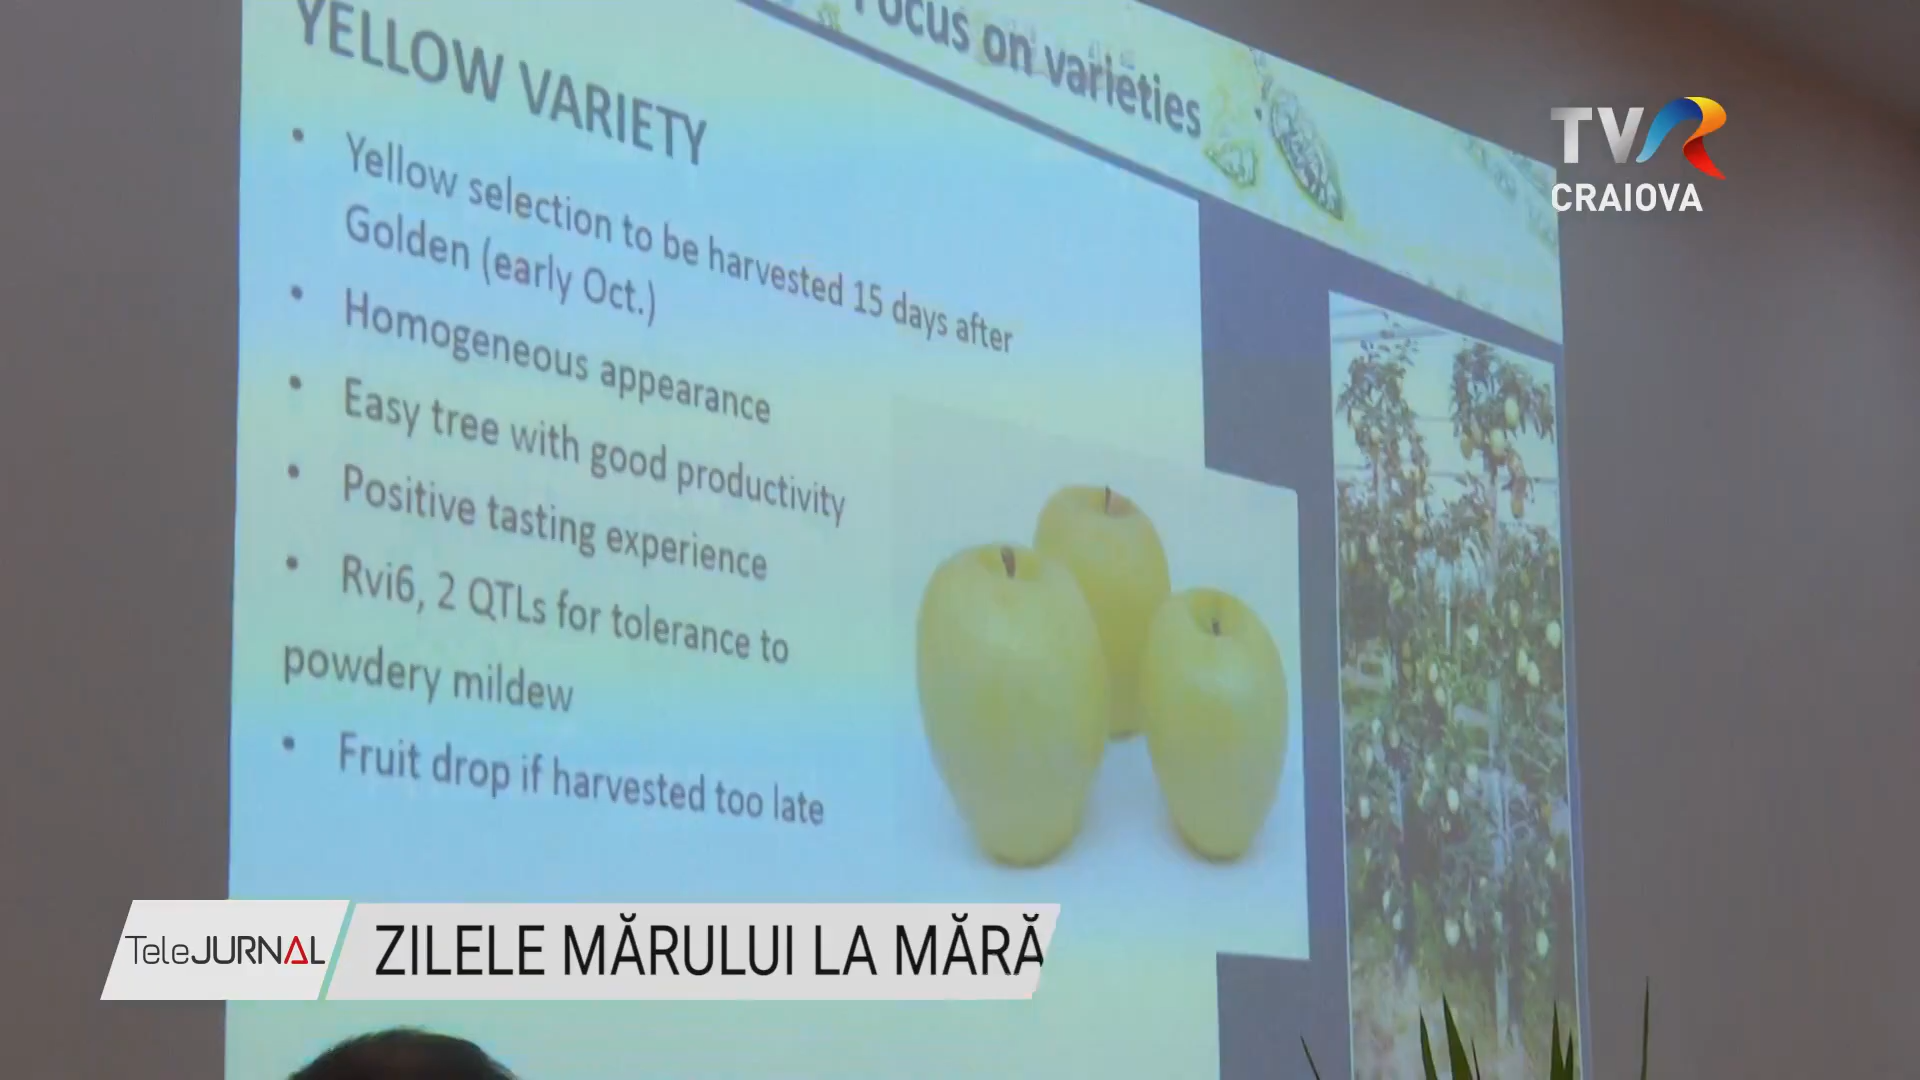 Focus on varieties
YELLOW VARIETY
• Yellow selection to be harvested 15 days after
Golden (early Oct.)
• Homogeneous appearance
• Easy tree with good productivity
• Positive tasting experience
• Rvi6, 2 QTLs for tolerance to
powdery mildew
• Fruit drop if harvested too late
TVR
CRAIOVA
TeleJURNAL
ZILELE MĂRULUI LA MĂRĂ